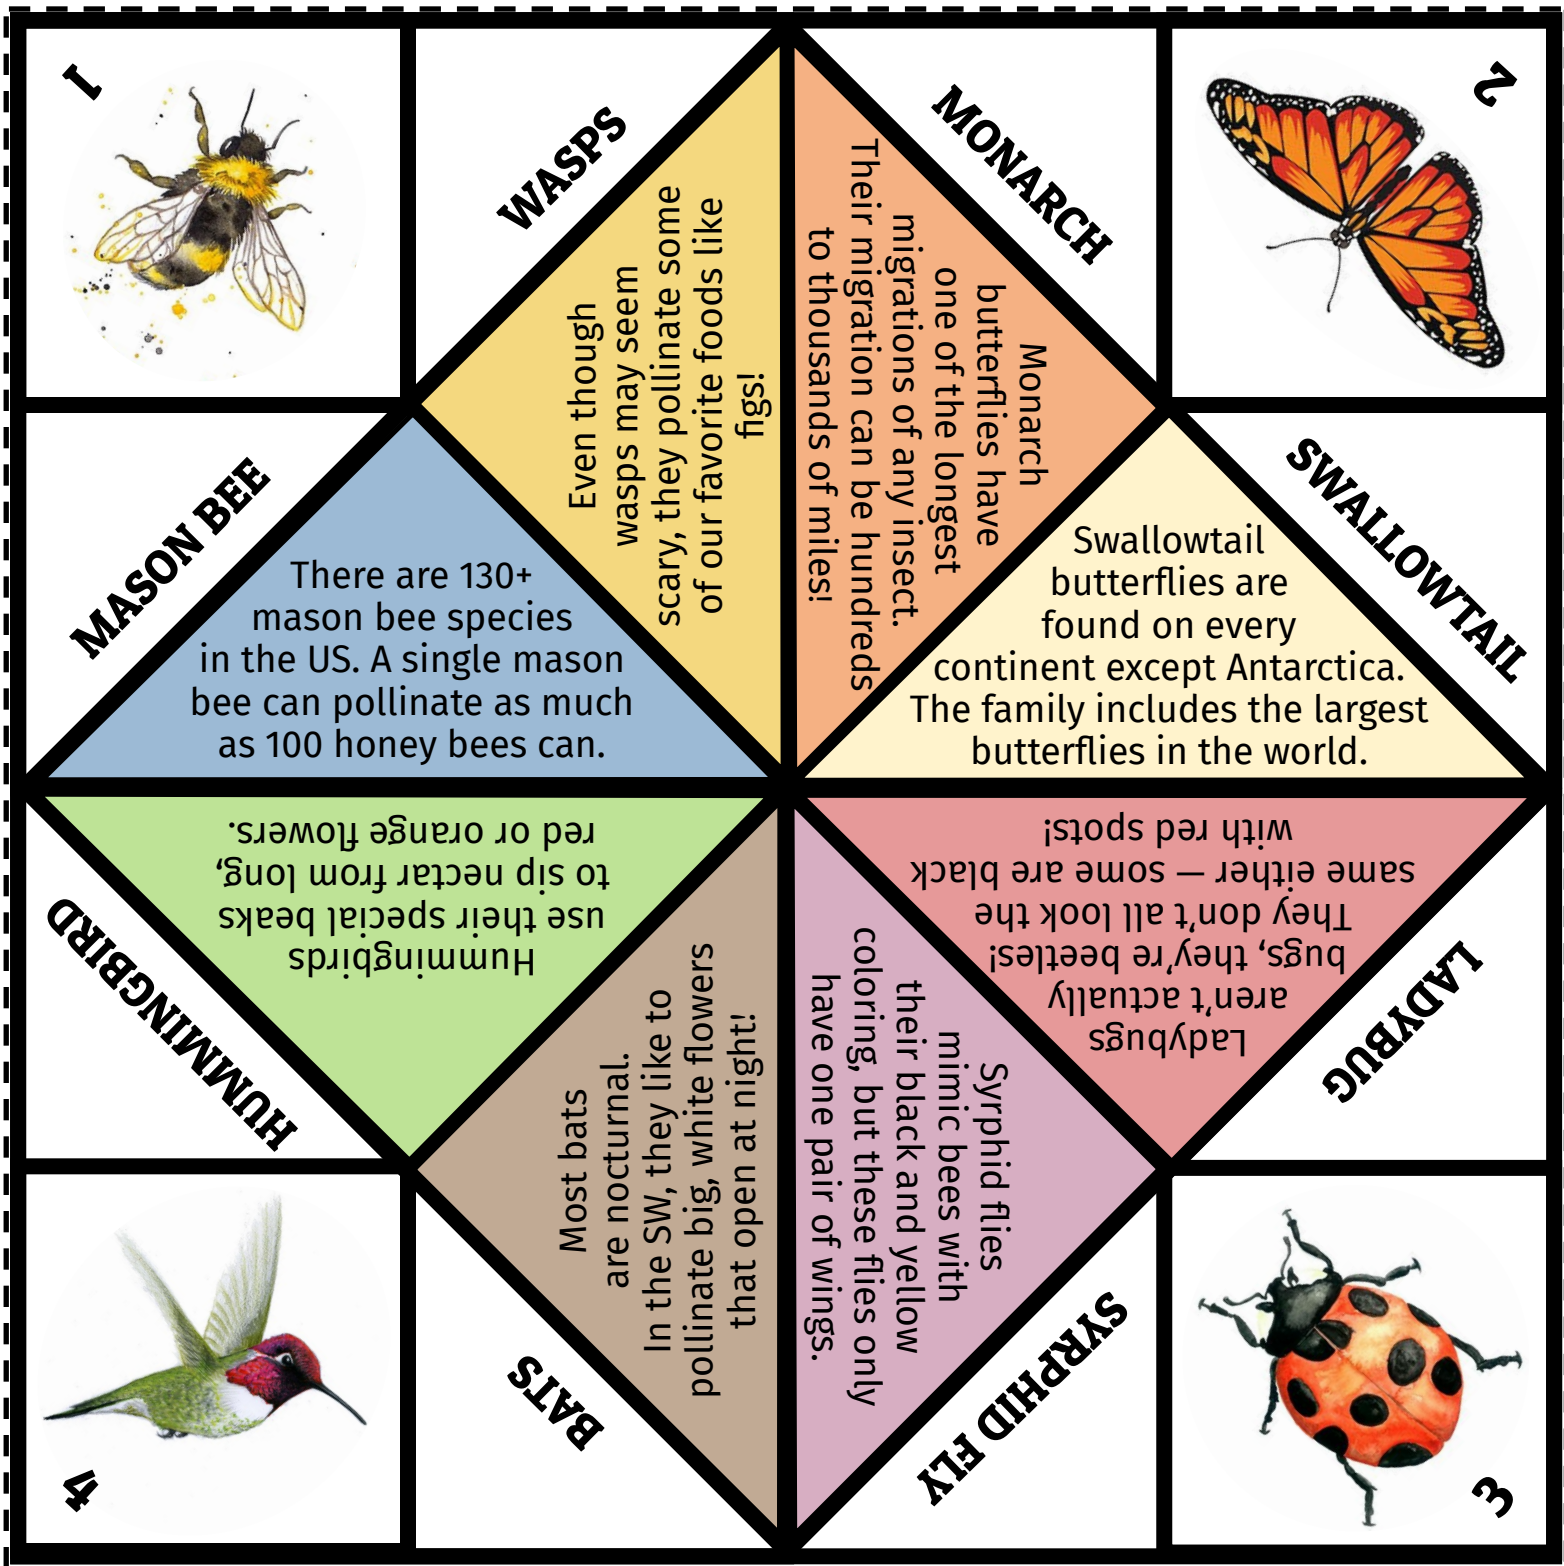 1
WASPS
MONARCH
2
MASON BEE
SWALLOWTAIL
Even though
wasps may seem
scary, they pollinate some
of our favorite foods like
figs!
Monarch
butterflies have
one of the longest
migrations of any insect.
Their migration can be hundreds
to thousands of miles!
There are 130+
mason bee species
in the US. A single mason
bee can pollinate as much
as 100 honey bees can.
Swallowtail
butterflies are
found on every
continent except Antarctica.
The family includes the largest
butterflies in the world.
Hummingbirds
use their special beaks
to sip nectar from long,
red or orange flowers.
Ladybugs
aren't actually
bugs, they're beetles!
They don't all look the
same either — some are black
with red spots!
Most bats
are nocturnal.
In the SW, they like to
pollinate big, white flowers
that open at night!
Syrphid flies
mimic bees with
their black and yellow
coloring, but these flies only
have one pair of wings.
HUMMINGBIRD
LADYBUG
4
BATS
SYRPHID FLY
3